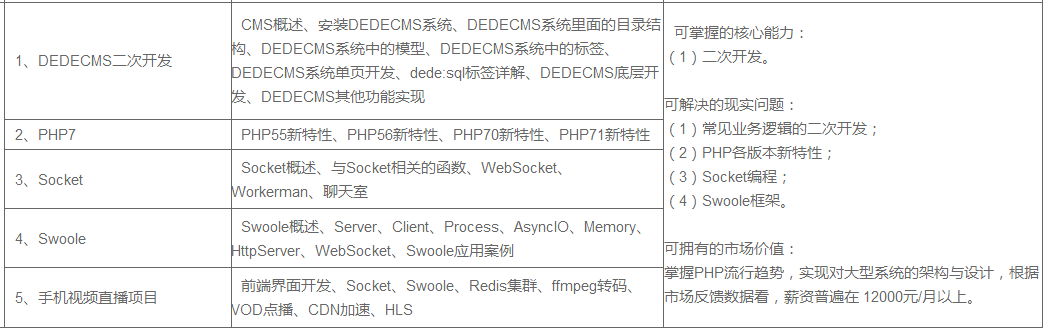 1、DEDECMS二次开发
CMS概述、安装DEDECMS系统、DEDECMS系统里面的目录结
构、DEDECMS系统中的模型、DEDECMS系统中的标签、
DEDECMS系统单页开发、dede:sql标签详解、DEDECMS底层开
发、DEDECMS其他功能实现
2、PHP7
PHP55新特性、PHP56新特性、PHP70新特性、PHP71新特性
3、Socket
Socket概述、与Socket相关的函数、WebSocket、
Workerman、聊天室
4、Swoole
Swoole概述、Server、Client、Process、AsyncIO、Memory、
HttpServer、WebSocket、Swoole应用案例
5、手机视频直播项目
前端界面开发、Socket、Swoole、Redis集群、ffmpeg转码、
VOD点播、CDN加速、HLS
可掌握的核心能力：
（1）二次开发。
可解决的现实问题：
（1）常见业务逻辑的二次开发；
（2）PHP各版本新特性；
（3）Socket编程；
（4）Swoole框架。
可拥有的市场价值：
掌握PHP流行趋势，实现对大型系统的架构与设计，根据
市场反馈数据看，薪资普遍在 12000元/月以上。